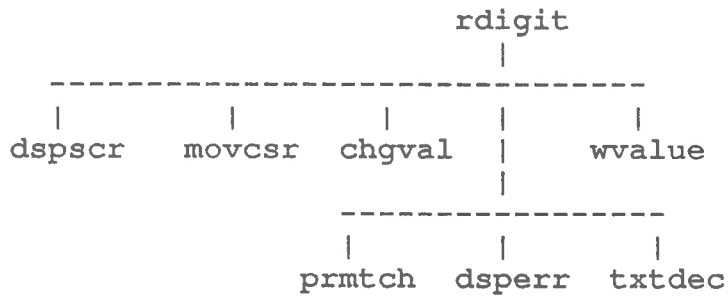 rdigit
dspscr movcsr chgval wvalue
prmtch dsperr txtdec